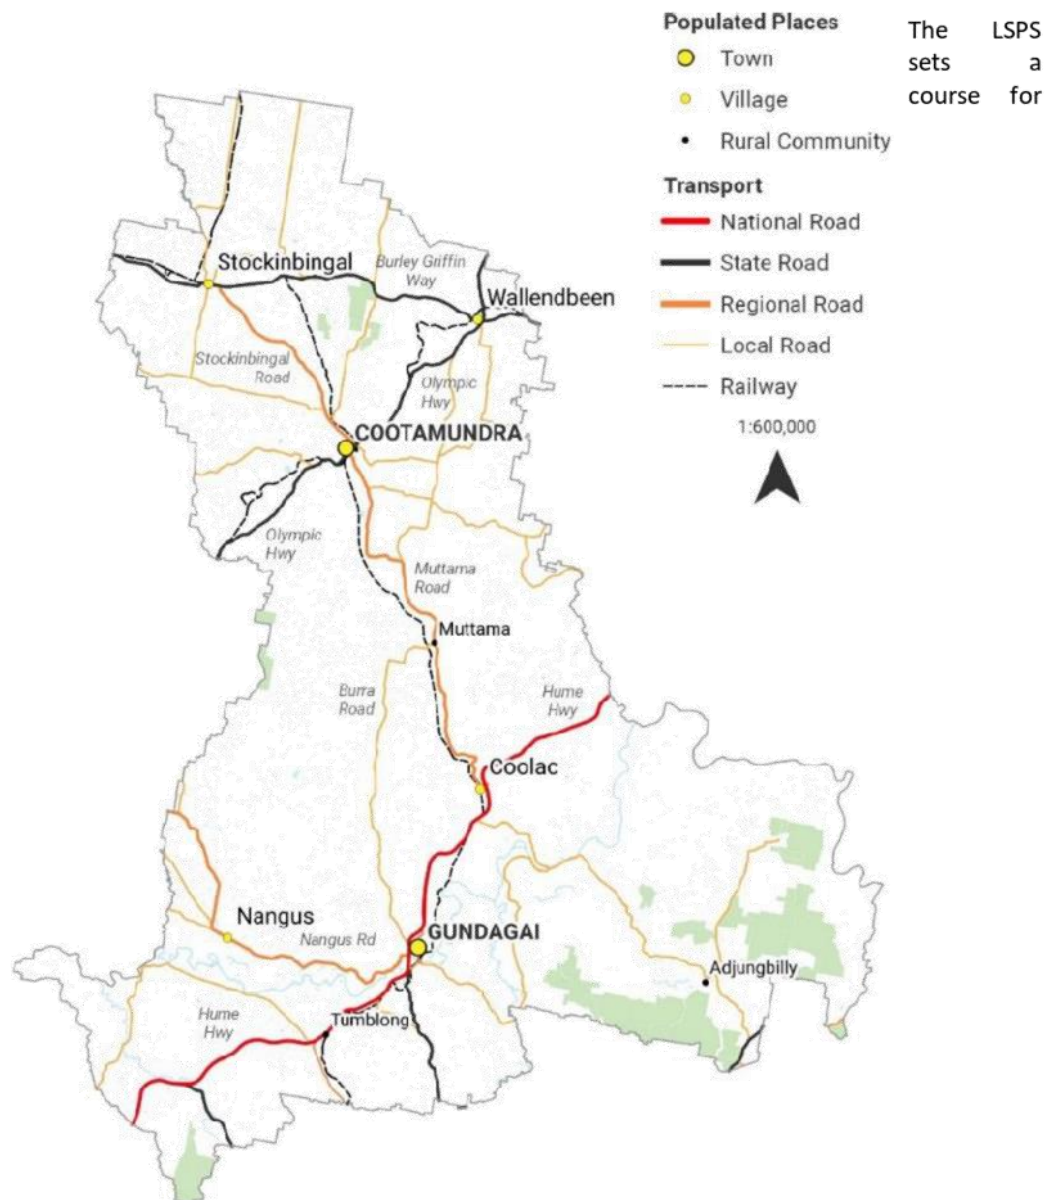 Populated Places
Town
Village
Rural Community
Transport
National Road
State Road
Regional Road
Local Road
Railway
1:600,000
The LSPS
sets a
course for
Stockinbingal
Burley Griffin
Way
Wallendbeen
Stockinbingal
Road
Olympic
Hwy
COOTAMUNDRA
Olympic
Hwy
Muttama
Road
Muttama
Burra
Road
Hume
Hwy
Coolac
Nangus
Nangus Rd
GUNDAGAI
Adjungbilly
Hume
Hwy
Tumblong